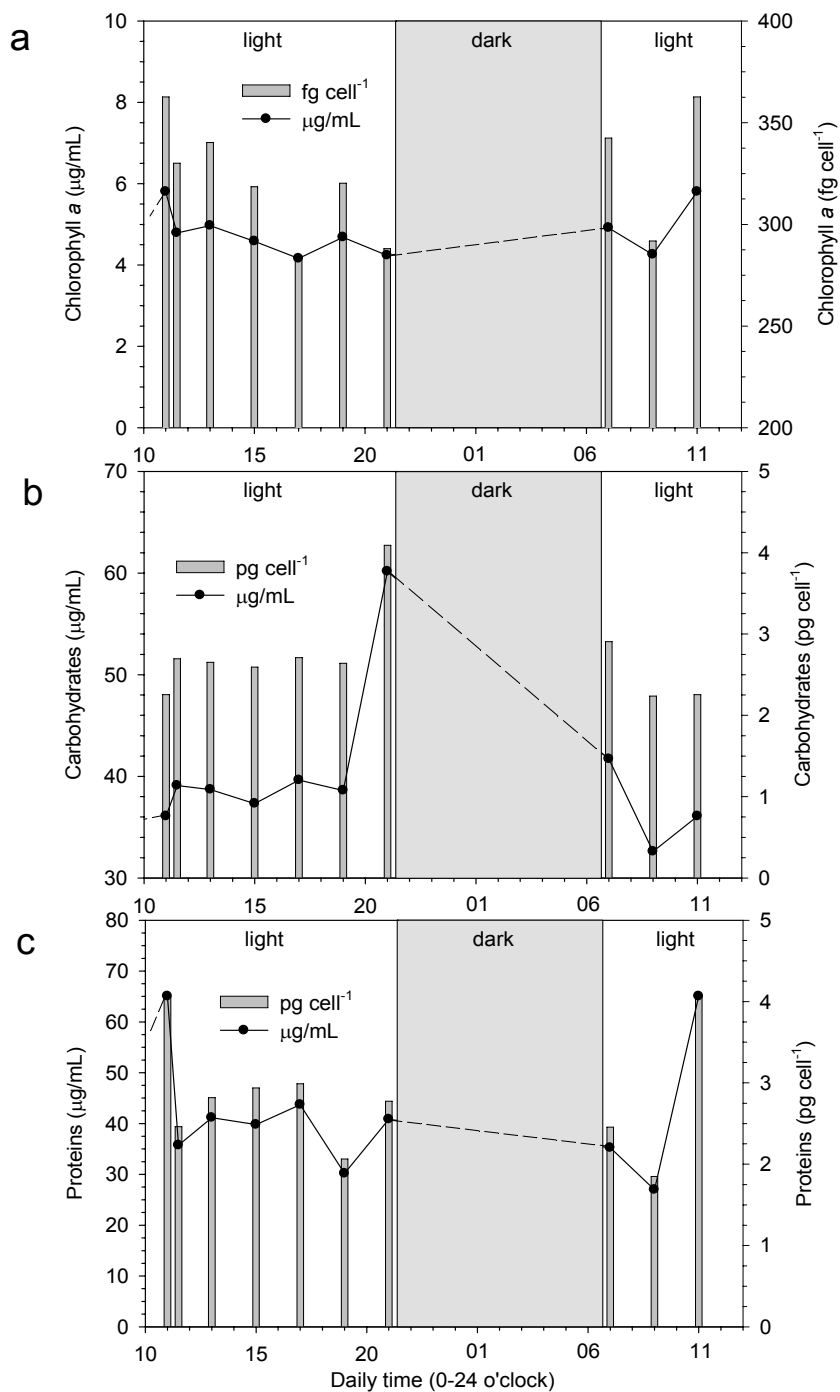 a
light dark light
fg cell⁻¹
μg/mL
Chlorophyll a (μg/mL)
10
8
6
4
2
0
Chlorophyll a (fg cell⁻¹)
400
350
300
250
200
10 15 20 01 06 11
b
light dark light
pg cell⁻¹
μg/mL
Carbohydrates (μg/mL)
70
60
50
40
30
Carbohydrates (pg cell⁻¹)
5
4
3
2
1
0
10 15 20 01 06 11
c
light dark light
pg cell⁻¹
μg/mL
Proteins (μg/mL)
80
70
60
50
40
30
20
10
0
Proteins (pg cell⁻¹)
5
4
3
2
1
0
10 15 20 01 06 11
Daily time (0-24 o'clock)